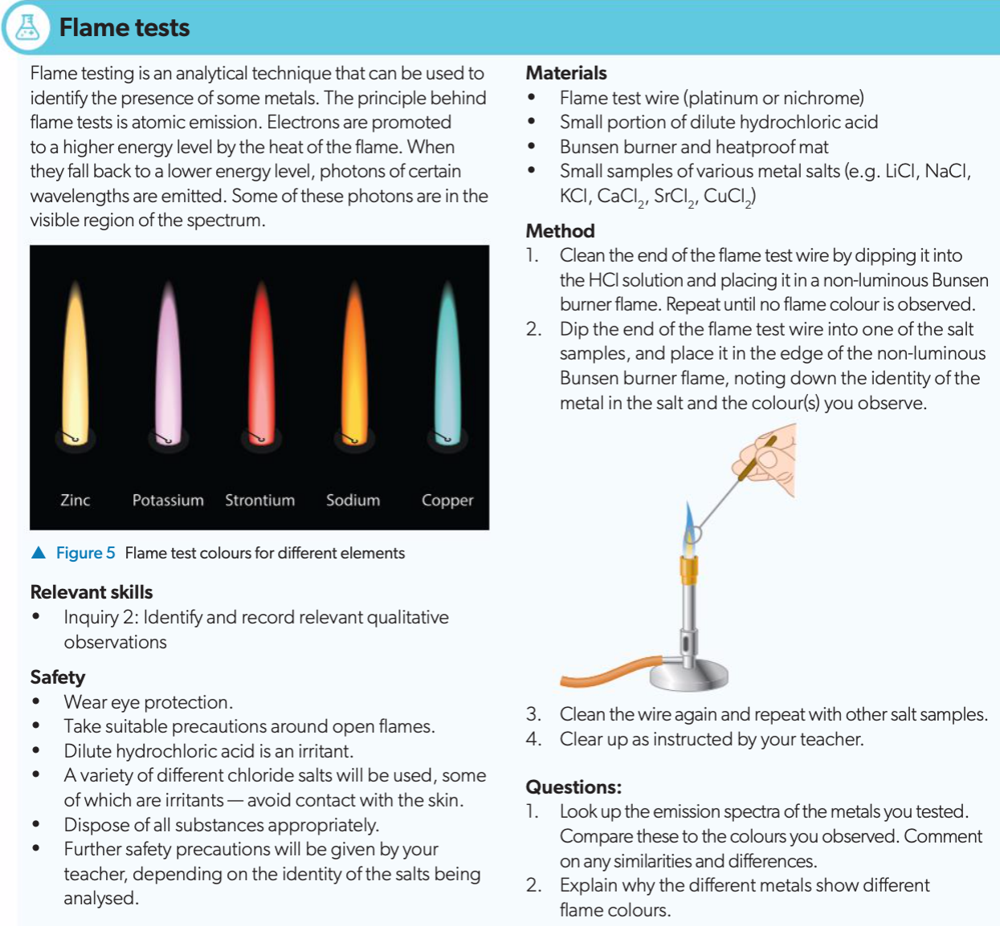 Flame tests
Flame testing is an analytical technique that can be used to
identify the presence of some metals. The principle behind
flame tests is atomic emission. Electrons are promoted
to a higher energy level by the heat of the flame. When
they fall back to a lower energy level, photons of certain
wavelengths are emitted. Some of these photons are in the
visible region of the spectrum.
Zinc Potassium Strontium Sodium Copper
▲ Figure 5 Flame test colours for different elements
Relevant skills
• Inquiry 2: Identify and record relevant qualitative
observations
Safety
• Wear eye protection.
• Take suitable precautions around open flames.
• Dilute hydrochloric acid is an irritant.
• A variety of different chloride salts will be used, some
of which are irritants — avoid contact with the skin.
• Dispose of all substances appropriately.
• Further safety precautions will be given by your
teacher, depending on the identity of the salts being
analysed.
Materials
• Flame test wire (platinum or nichrome)
• Small portion of dilute hydrochloric acid
• Bunsen burner and heatproof mat
• Small samples of various metal salts (e.g. LiCl, NaCl,
KCl, CaCl₂, SrCl₂, CuCl₂)
Method
1. Clean the end of the flame test wire by dipping it into
the HCl solution and placing it in a non-luminous Bunsen
burner flame. Repeat until no flame colour is observed.
2. Dip the end of the flame test wire into one of the salt
samples, and place it in the edge of the non-luminous
Bunsen burner flame, noting down the identity of the
metal in the salt and the colour(s) you observe.
3. Clean the wire again and repeat with other salt samples.
4. Clear up as instructed by your teacher.
Questions:
1. Look up the emission spectra of the metals you tested.
Compare these to the colours you observed. Comment
on any similarities and differences.
2. Explain why the different metals show different
flame colours.